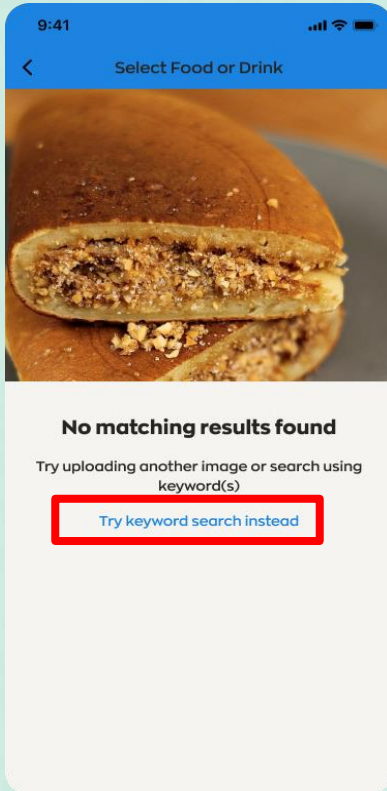 9:41
Select Food or Drink
No matching results found
Try uploading another image or search using
keyword(s)
Try keyword search instead